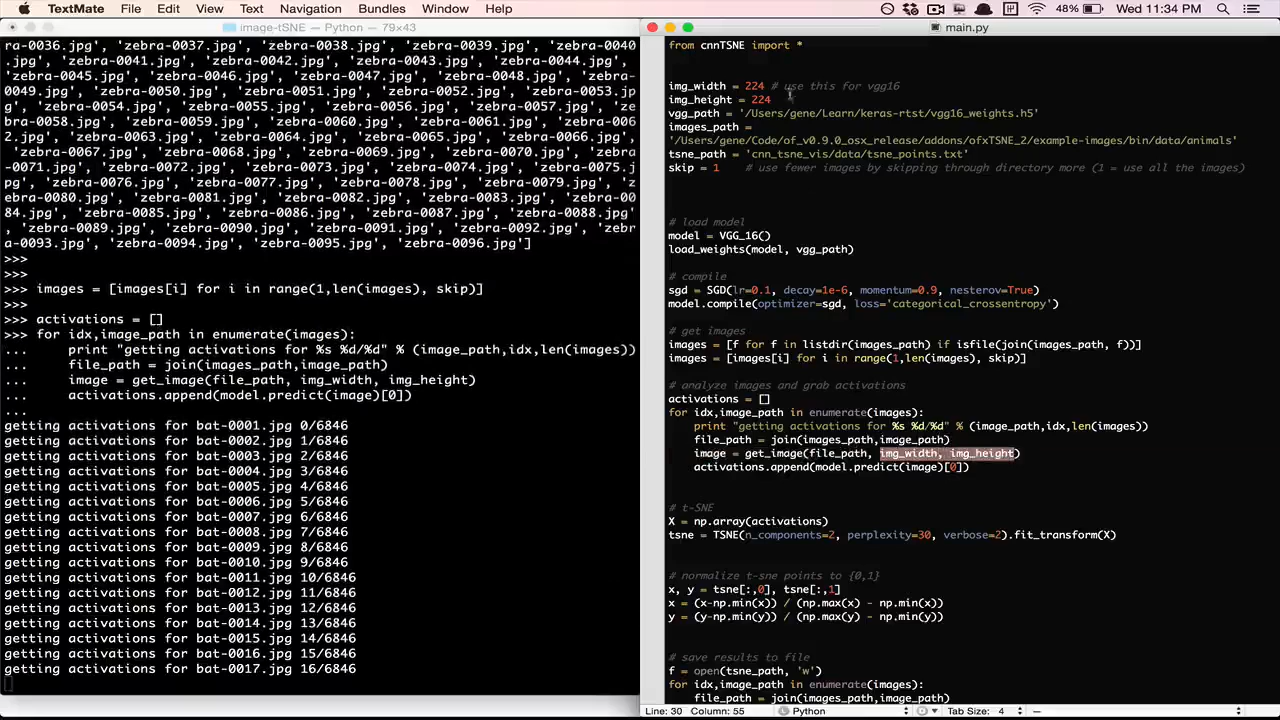 TextMate File Edit View Text Navigation Bundles Window Help 48% Wed 11:34 PM
image-tSNE — Python — 79×43
ra-0036.jpg', 'zebra-0037.jpg', 'zebra-0038.jpg', 'zebra-0039.jpg', 'zebra-0040
.jpg', 'zebra-0041.jpg', 'zebra-0042.jpg', 'zebra-0043.jpg', 'zebra-0044.jpg',
'zebra-0045.jpg', 'zebra-0046.jpg', 'zebra-0047.jpg', 'zebra-0048.jpg', 'zebra-
0049.jpg', 'zebra-0050.jpg', 'zebra-0051.jpg', 'zebra-0052.jpg', 'zebra-0053.jp
g', 'zebra-0054.jpg', 'zebra-0055.jpg', 'zebra-0056.jpg', 'zebra-0057.jpg', 'ze
bra-0058.jpg', 'zebra-0059.jpg', 'zebra-0060.jpg', 'zebra-0061.jpg', 'zebra-006
2.jpg', 'zebra-0063.jpg', 'zebra-0064.jpg', 'zebra-0065.jpg', 'zebra-0066.jpg',
'zebra-0067.jpg', 'zebra-0068.jpg', 'zebra-0069.jpg', 'zebra-0070.jpg', 'zebra
-0071.jpg', 'zebra-0072.jpg', 'zebra-0073.jpg', 'zebra-0074.jpg', 'zebra-0075.j
pg', 'zebra-0076.jpg', 'zebra-0077.jpg', 'zebra-0078.jpg', 'zebra-0079.jpg', 'z
ebra-0080.jpg', 'zebra-0081.jpg', 'zebra-0082.jpg', 'zebra-0083.jpg', 'zebra-00
84.jpg', 'zebra-0085.jpg', 'zebra-0086.jpg', 'zebra-0087.jpg', 'zebra-0088.jpg'
, 'zebra-0089.jpg', 'zebra-0090.jpg', 'zebra-0091.jpg', 'zebra-0092.jpg', 'zebr
a-0093.jpg', 'zebra-0094.jpg', 'zebra-0095.jpg', 'zebra-0096.jpg']
>>>
>>>
>>> images = [images[i] for i in range(1,len(images), skip)]
>>>
>>> activations = []
>>> for idx,image_path in enumerate(images):
...     print "getting activations for %s %d/%d" % (image_path,idx,len(images))
...     file_path = join(images_path,image_path)
...     image = get_image(file_path, img_width, img_height)
...     activations.append(model.predict(image)[0])
...
getting activations for bat-0001.jpg 0/6846
getting activations for bat-0002.jpg 1/6846
getting activations for bat-0003.jpg 2/6846
getting activations for bat-0004.jpg 3/6846
getting activations for bat-0005.jpg 4/6846
getting activations for bat-0006.jpg 5/6846
getting activations for bat-0007.jpg 6/6846
getting activations for bat-0008.jpg 7/6846
getting activations for bat-0009.jpg 8/6846
getting activations for bat-0010.jpg 9/6846
getting activations for bat-0011.jpg 10/6846
getting activations for bat-0012.jpg 11/6846
getting activations for bat-0013.jpg 12/6846
getting activations for bat-0014.jpg 13/6846
getting activations for bat-0015.jpg 14/6846
getting activations for bat-0016.jpg 15/6846
getting activations for bat-0017.jpg 16/6846
main.py
from cnnTSNE import *
img_width = 224 # use this for vgg16
img_height = 224
vgg_path = '/Users/gene/Learn/keras-rtst/vgg16_weights.h5'
images_path =
'/Users/gene/Code/of_v0.9.0_osx_release/addons/ofxTSNE_2/example-images/bin/data/animals'
tsne_path = 'cnn_tsne_vis/data/tsne_points.txt'
skip = 1    # use fewer images by skipping through directory more (1 = use all the images)
# load model
model = VGG_16()
load_weights(model, vgg_path)
# compile
sgd = SGD(lr=0.1, decay=1e-6, momentum=0.9, nesterov=True)
model.compile(optimizer=sgd, loss='categorical_crossentropy')
# get images
images = [f for f in listdir(images_path) if isfile(join(images_path, f))]
images = [images[i] for i in range(1,len(images), skip)]
# analyze images and grab activations
activations = []
for idx,image_path in enumerate(images):
    print "getting activations for %s %d/%d" % (image_path,idx,len(images))
    file_path = join(images_path,image_path)
    image = get_image(file_path, img_width, img_height)
    activations.append(model.predict(image)[0])
# t-SNE
X = np.array(activations)
tsne = TSNE(n_components=2, perplexity=30, verbose=2).fit_transform(X)
# normalize t-sne points to {0,1}
x, y = tsne[:,0], tsne[:,1]
x = (x-np.min(x)) / (np.max(x) - np.min(x))
y = (y-np.min(y)) / (np.max(y) - np.min(y))
# save results to file
f = open(tsne_path, 'w')
for idx,image_path in enumerate(images):
    file_path = join(images_path,image_path)
Line: 30 Column: 55 Python Tab Size: 4 —